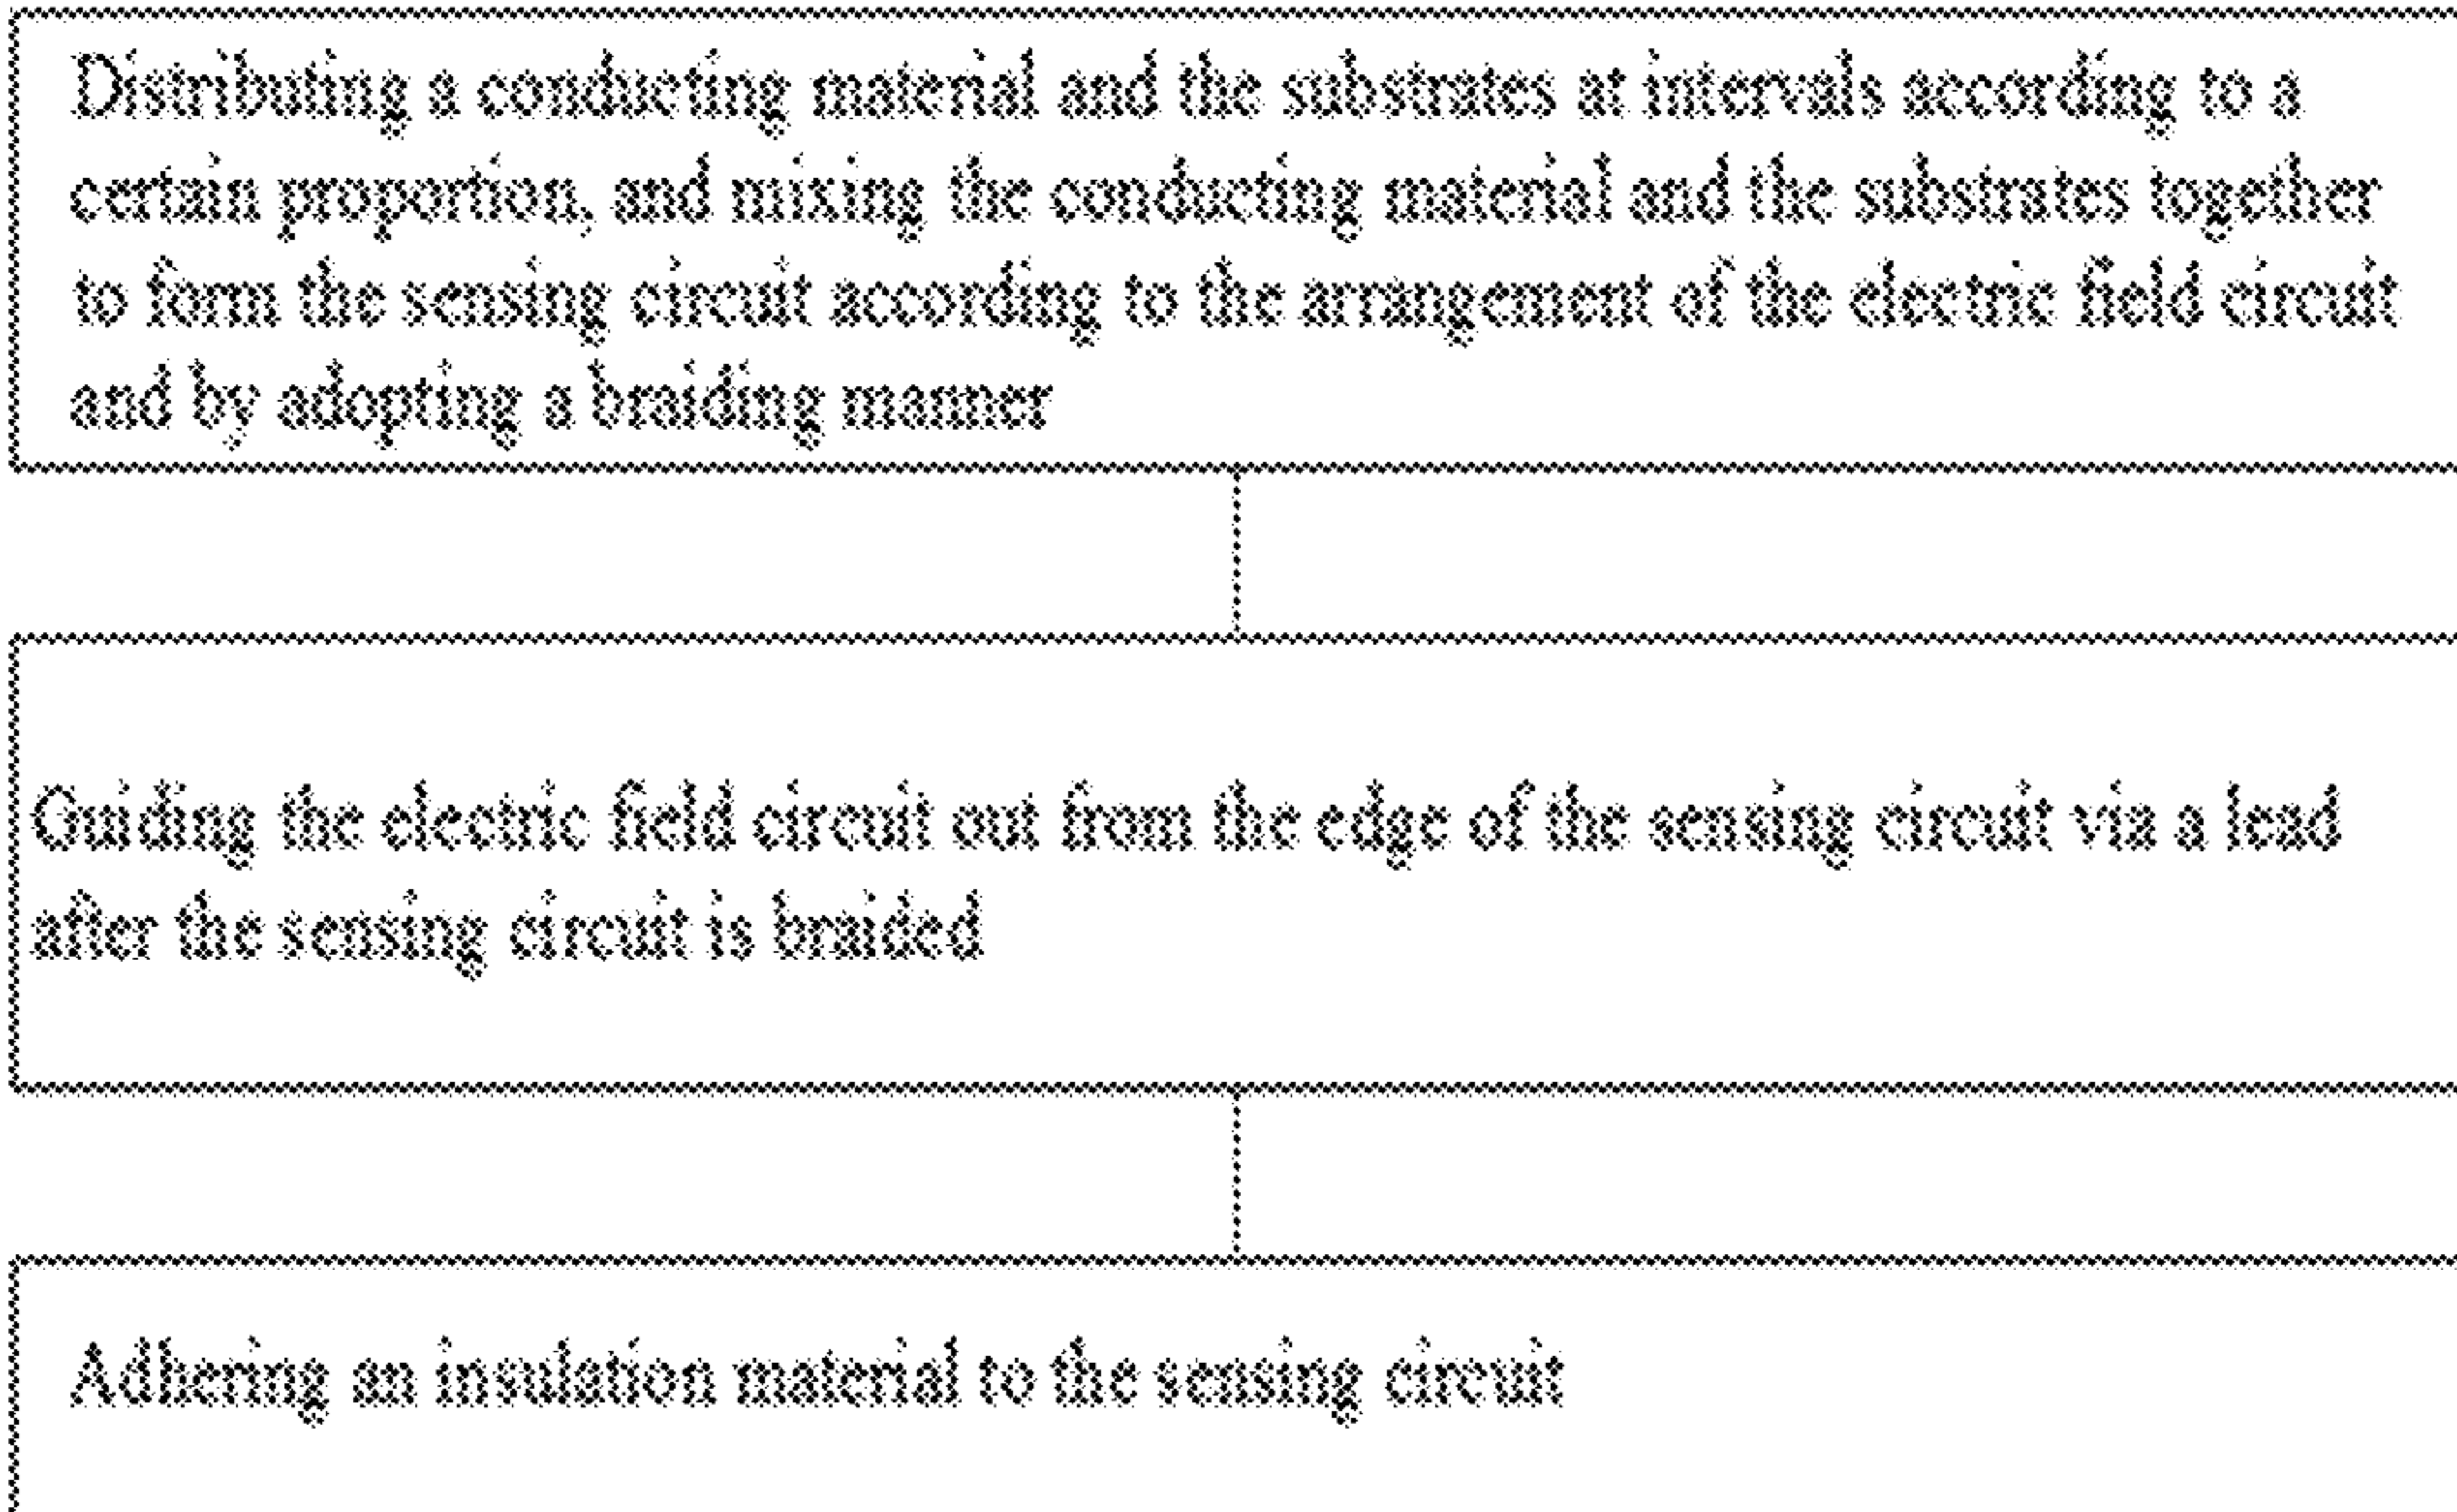 Distributing a conducting material and the substrates at intervals according to a
certain proportion, and mixing the conducting material and the substrates together
to form the sensing circuit according to the arrangement of the electric field circuit
and by adopting a braiding manner
Guiding the electric field circuit out from the edge of the sensing circuit via a lead
after the sensing circuit is braided
Adhering an insulation material to the sensing circuit